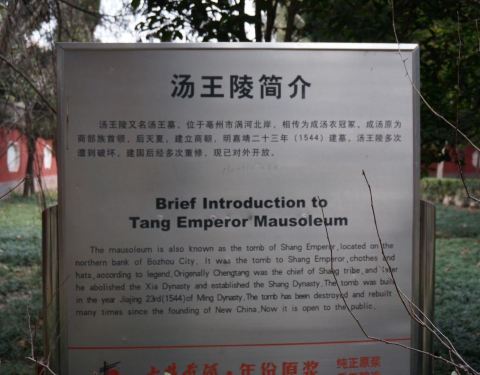 汤王陵简介
汤王陵又名汤王墓，位于亳州市涡河北岸，相传为成汤衣冠冢，成汤原为
商部族首领，后灭夏，建立商朝，明嘉靖二十三年（1544）建墓。汤王陵多次
遭到破坏，建国后经多次重修，现已对外开放。
Brief Introduction to
Tang Emperor Mausoleum
The mausoleum is also known as the tomb of Shang Emperor,located on the
northern bank of Bozhou City. It was the tomb to Shang Emperor,chothes and
hats,according to legend.Origenally Chengtang was the chief of Shang tribe,and later
he abolished the Xia Dynasty and established the Shang Dynasty.The tomb was built
in the year Jiajing 23rd(1544)of Ming Dynasty.The tomb has been destroyed and rebuilt
many times since the founding of New China.Now it is open to the public.
年份原浆
纯正原浆